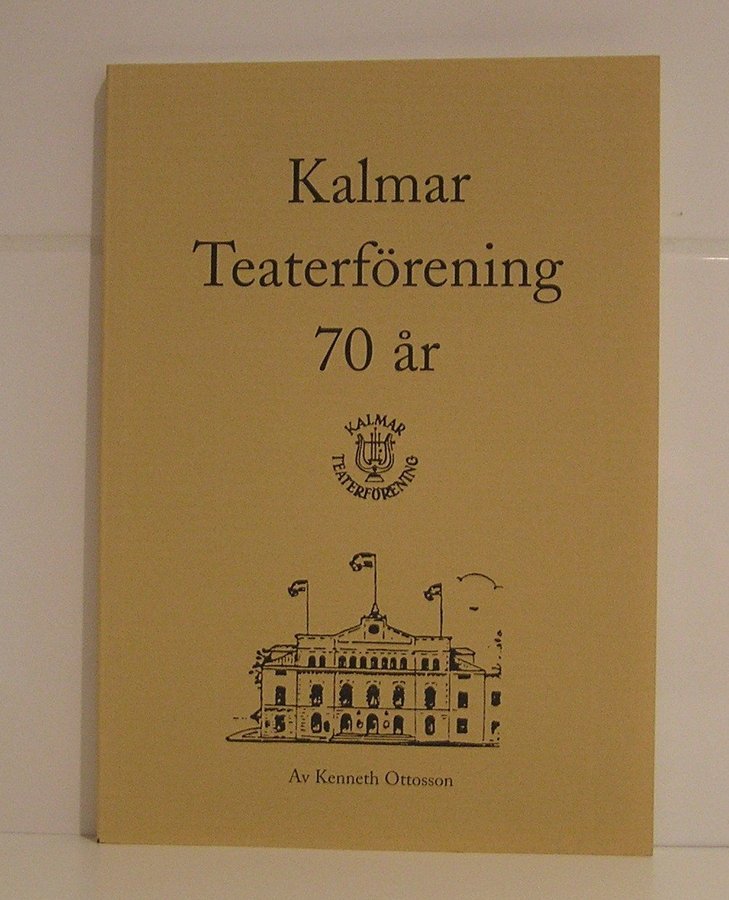 Kalmar
Teaterförening
70 år
KALMAR
TEATERFÖRENING
Av Kenneth Ottosson